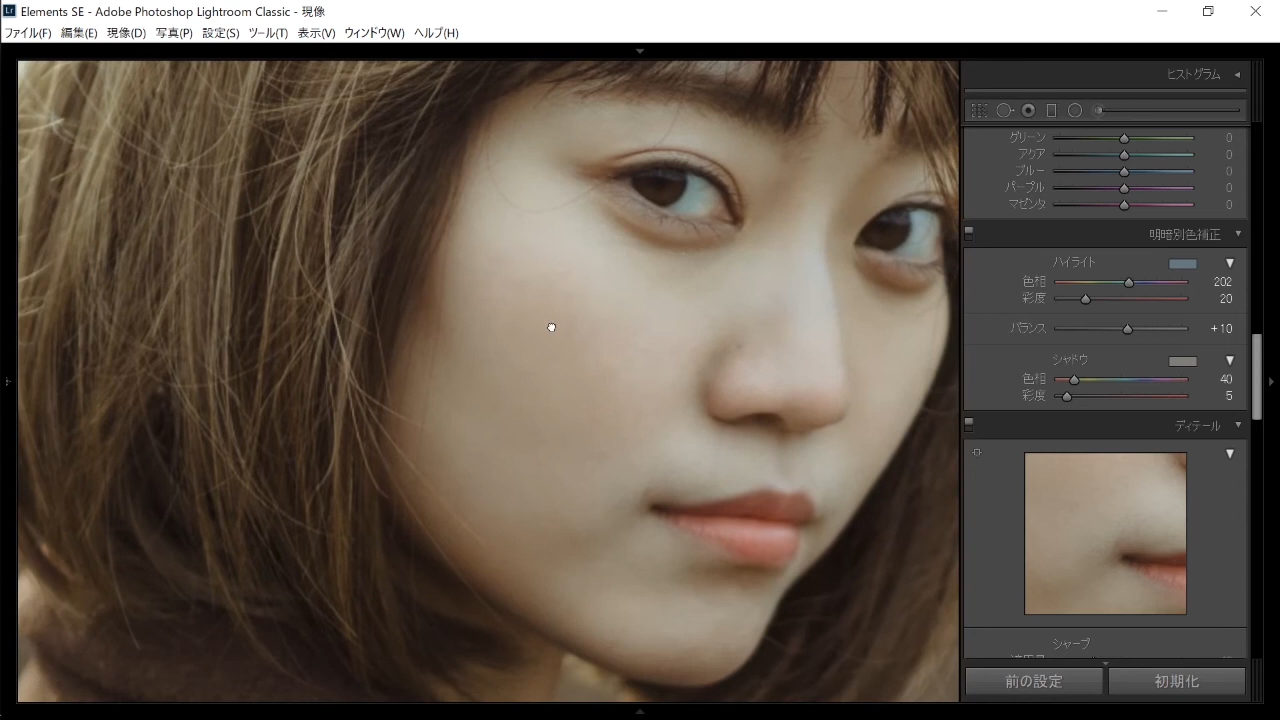 Elements SE - Adobe Photoshop Lightroom Classic - 現像
ファイル(F) 編集(E) 現像(D) 写真(P) 設定(S) ツール(T) 表示(V) ウィンドウ(W) ヘルプ(H)
ヒストグラム
グリーン 0
アクア 0
ブルー 0
パープル 0
マゼンタ 0
明暗別色補正
ハイライト
色相 202
彩度 20
バランス +10
シャドウ
色相 40
彩度 5
ディテール
シャープ
前の設定 初期化